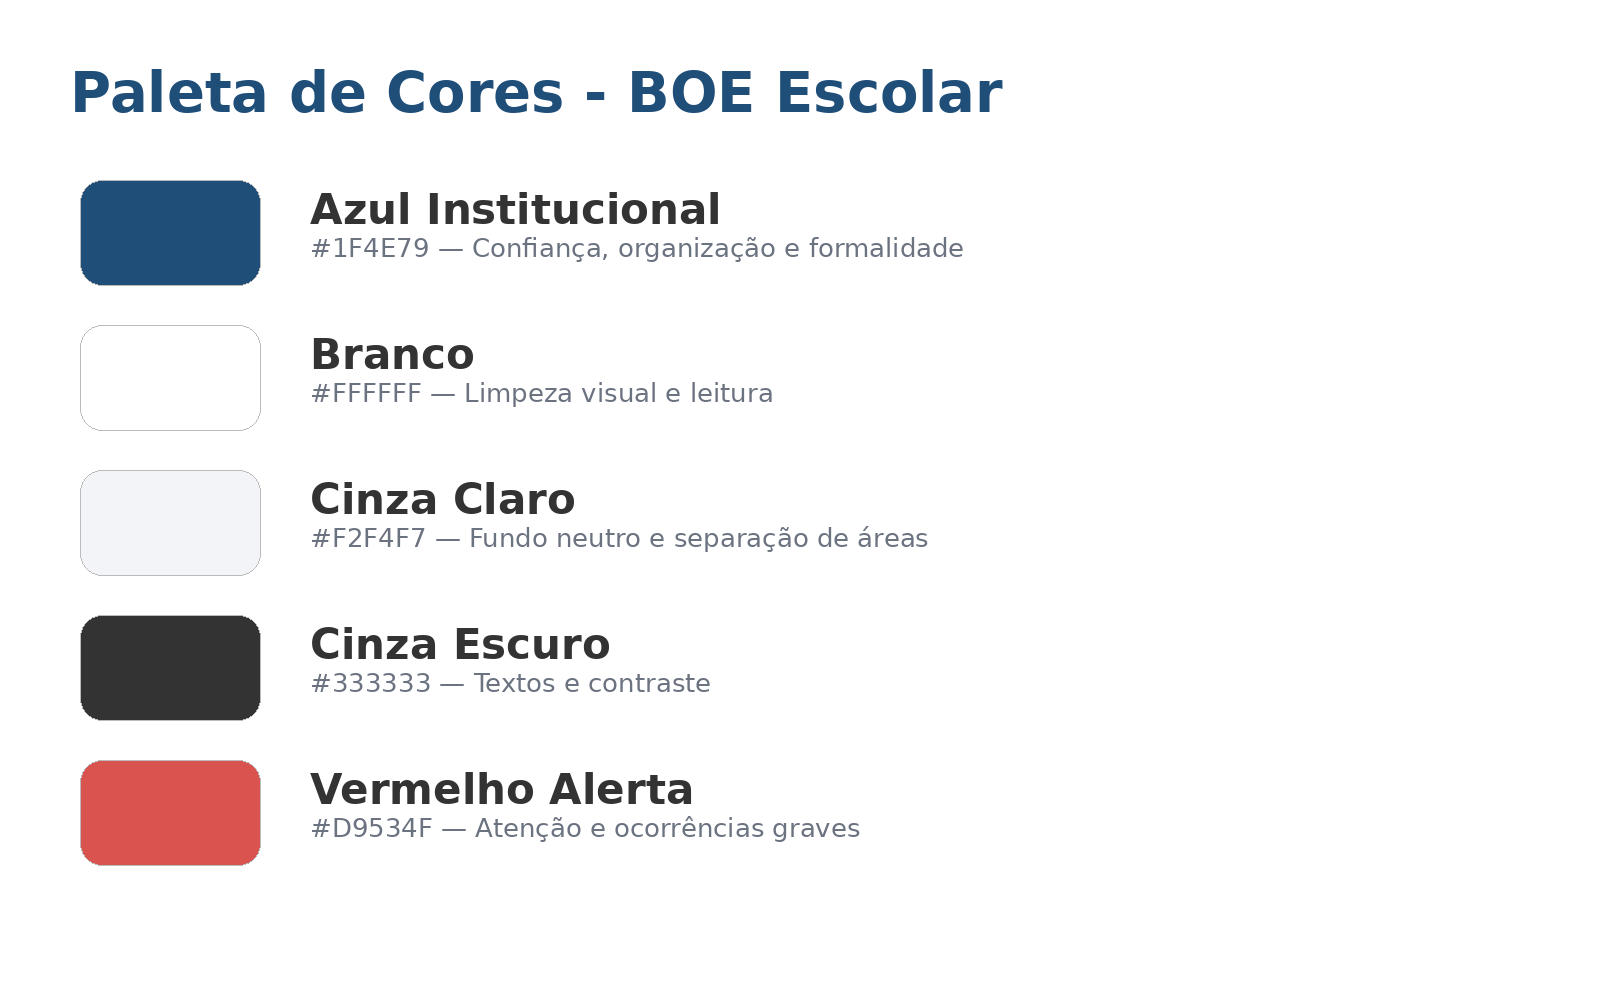 Paleta de Cores - BOE Escolar
Azul Institucional
#1F4E79 — Confiança, organização e formalidade
Branco
#FFFFFF — Limpeza visual e leitura
Cinza Claro
#F2F4F7 — Fundo neutro e separação de áreas
Cinza Escuro
#333333 — Textos e contraste
Vermelho Alerta
#D9534F — Atenção e ocorrências graves